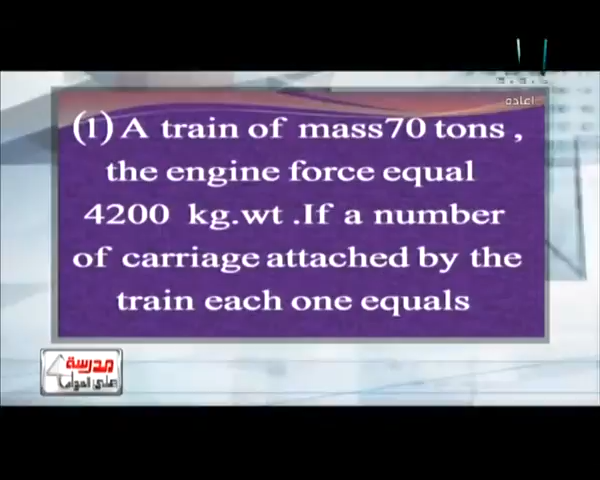 إعادة
(1) A train of mass70 tons ,
the engine force equal
4200 kg.wt .If a number
of carriage attached by the
train each one equals
مدرسة
على الهواء